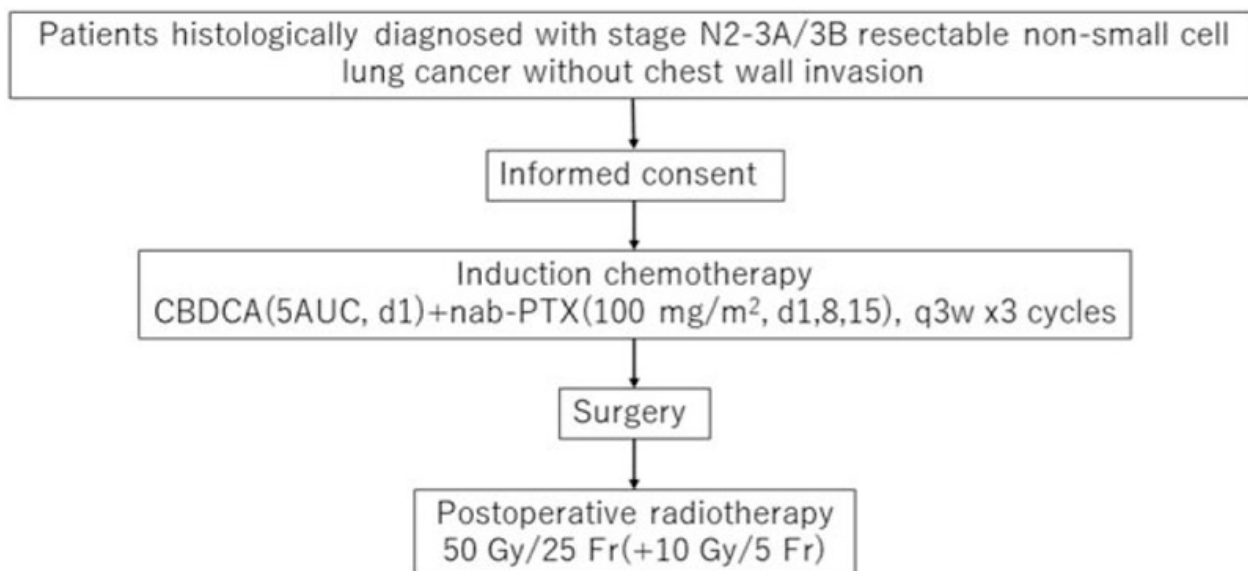 Patients histologically diagnosed with stage N2-3A/3B resectable non-small cell
lung cancer without chest wall invasion
Informed consent
Induction chemotherapy
CBDCA(5AUC, d1)+nab-PTX(100 mg/m², d1,8,15), q3w x3 cycles
Surgery
Postoperative radiotherapy
50 Gy/25 Fr(+10 Gy/5 Fr)